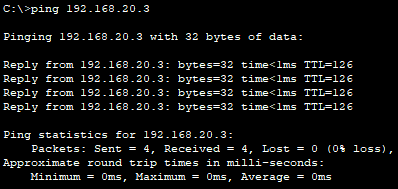 C:\>ping 192.168.20.3
Pinging 192.168.20.3 with 32 bytes of data:
Reply from 192.168.20.3: bytes=32 time<1ms TTL=126
Reply from 192.168.20.3: bytes=32 time<1ms TTL=126
Reply from 192.168.20.3: bytes=32 time<1ms TTL=126
Reply from 192.168.20.3: bytes=32 time<1ms TTL=126
Ping statistics for 192.168.20.3:
Packets: Sent = 4, Received = 4, Lost = 0 (0% loss),
Approximate round trip times in milli-seconds:
Minimum = 0ms, Maximum = 0ms, Average = 0ms